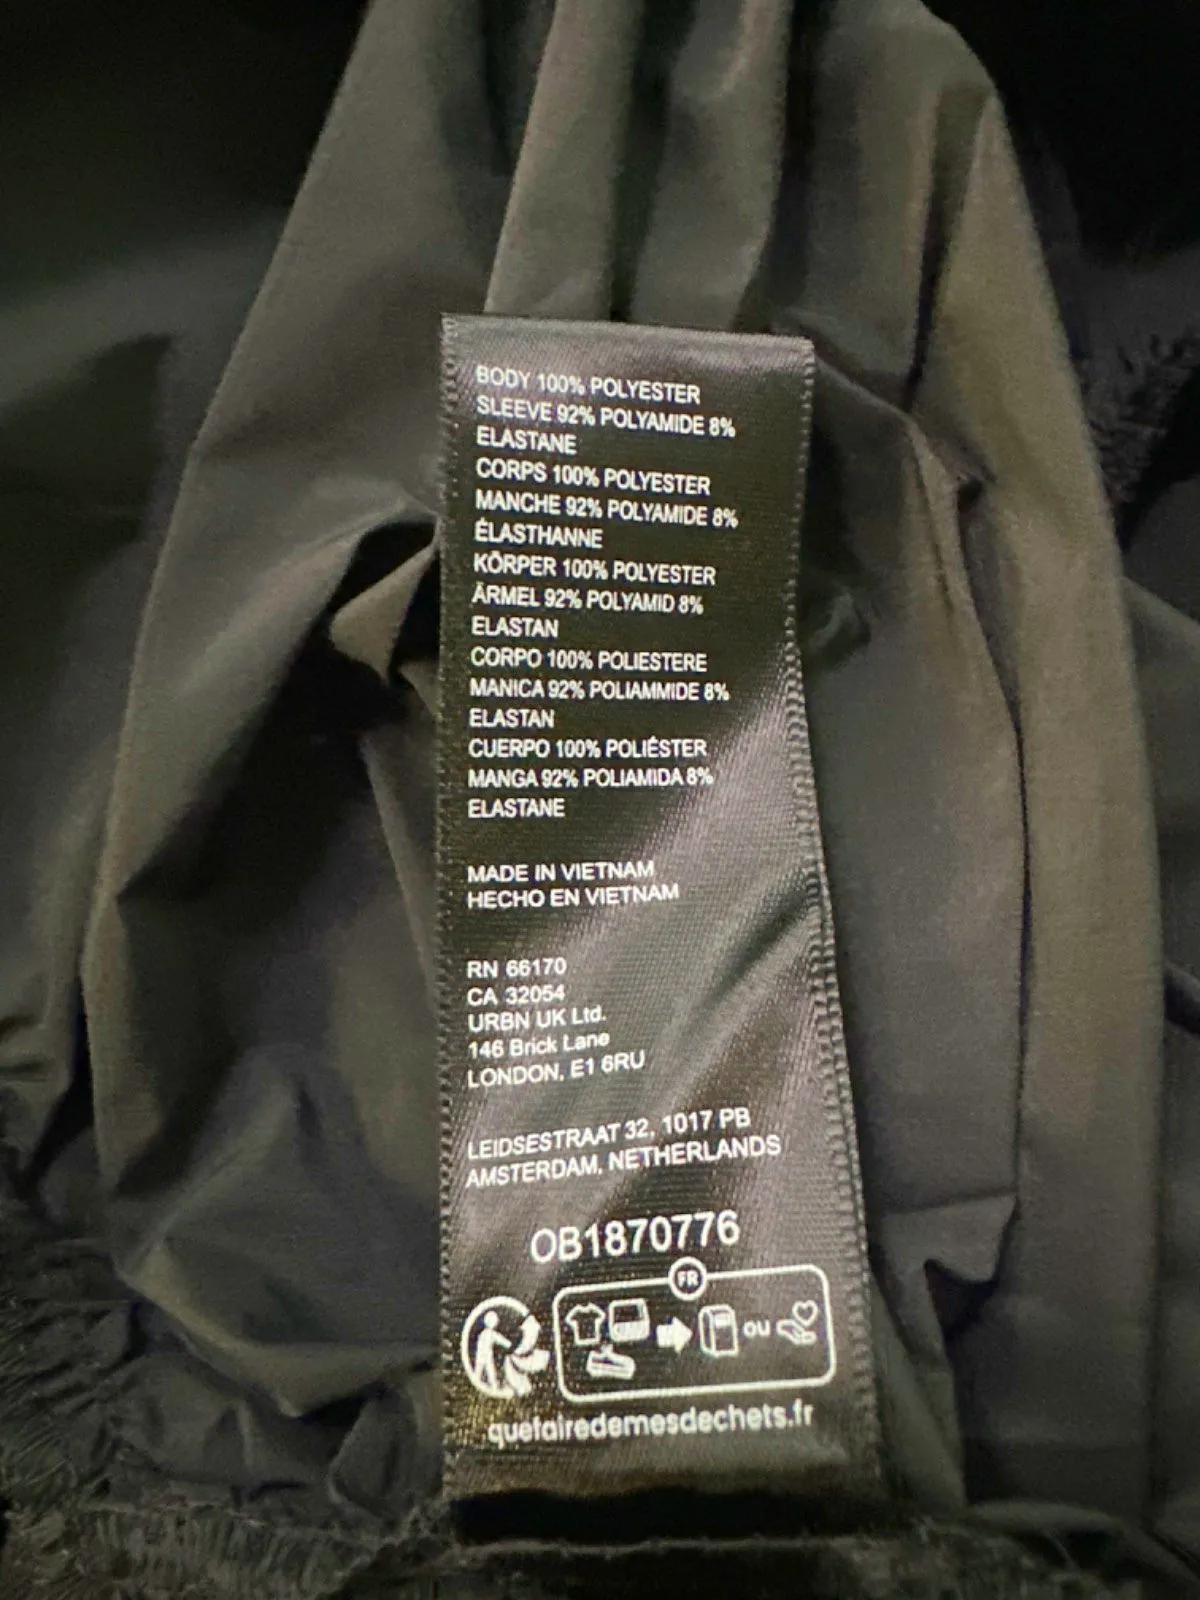 BODY 100% POLYESTER
SLEEVE 92% POLYAMIDE 8%
ELASTANE
CORPS 100% POLYESTER
MANCHE 92% POLYAMIDE 8%
ÉLASTHANNE
KÖRPER 100% POLYESTER
ÄRMEL 92% POLYAMID 8%
ELASTAN
CORPO 100% POLIESTERE
MANICA 92% POLIAMMIDE 8%
ELASTAN
CUERPO 100% POLIÉSTER
MANGA 92% POLIAMIDA 8%
ELASTANE
MADE IN VIETNAM
HECHO EN VIETNAM
RN 66170
CA 32054
URBN UK Ltd.
146 Brick Lane
LONDON, E1 6RU
LEIDSESTRAAT 32, 1017 PB
AMSTERDAM, NETHERLANDS
OB1870776
FR
ou
quefairedemesdechets.fr